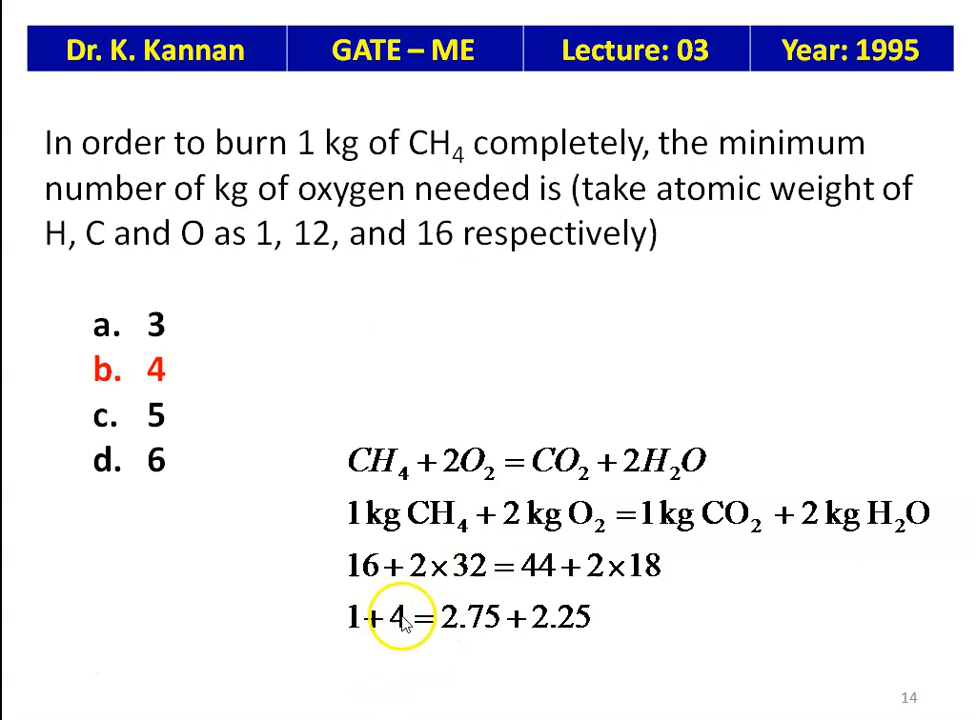 Dr. K. Kannan GATE – ME Lecture: 03 Year: 1995
In order to burn 1 kg of CH₄ completely, the minimum
number of kg of oxygen needed is (take atomic weight of
H, C and O as 1, 12, and 16 respectively)
a. 3
b. 4
c. 5
d. 6
CH₄ + 2O₂ = CO₂ + 2H₂O
1 kg CH₄ + 2 kg O₂ = 1 kg CO₂ + 2 kg H₂O
16 + 2 × 32 = 44 + 2 × 18
1 + 4 = 2.75 + 2.25
14